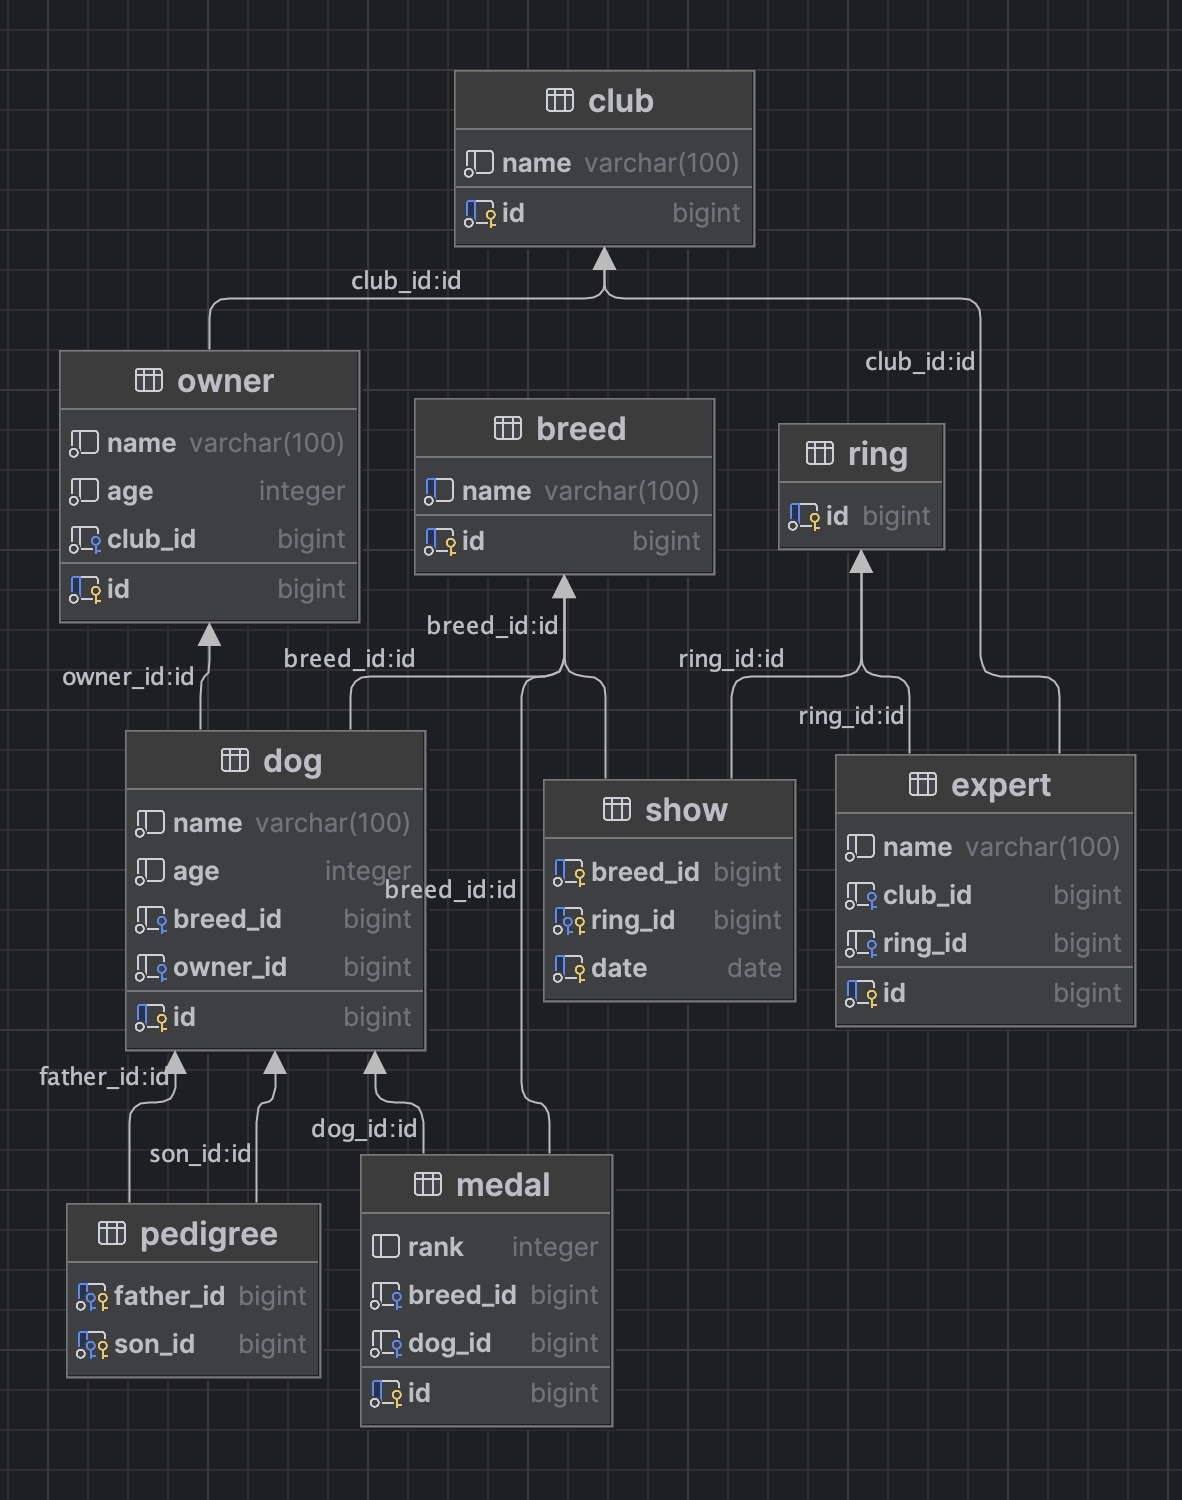 club
name varchar(100)
id bigint
club_id:id
club_id:id
owner
name varchar(100)
age integer
club_id bigint
id bigint
breed
name varchar(100)
id bigint
ring
id bigint
owner_id:id
breed_id:id
breed_id:id
ring_id:id
ring_id:id
dog
name varchar(100)
age integer
breed_id bigint
owner_id bigint
id bigint
breed_id:id
show
breed_id bigint
ring_id bigint
date date
expert
name varchar(100)
club_id bigint
ring_id bigint
id bigint
father_id:id
son_id:id
dog_id:id
pedigree
father_id bigint
son_id bigint
medal
rank integer
breed_id bigint
dog_id bigint
id bigint